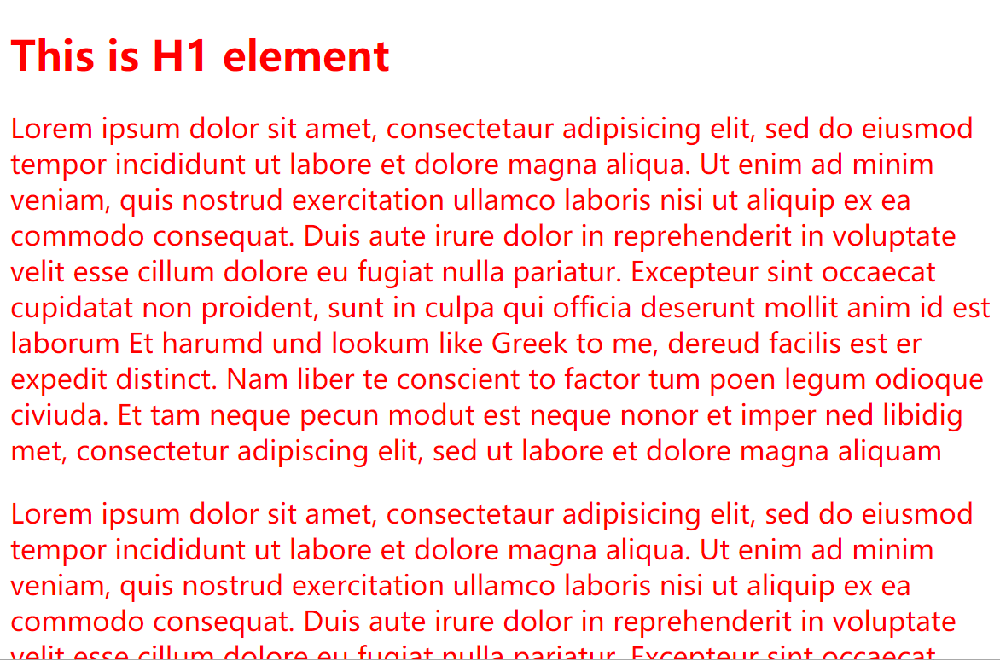 This is H1 element
Lorem ipsum dolor sit amet, consectetaur adipisicing elit, sed do eiusmod
tempor incididunt ut labore et dolore magna aliqua. Ut enim ad minim
veniam, quis nostrud exercitation ullamco laboris nisi ut aliquip ex ea
commodo consequat. Duis aute irure dolor in reprehenderit in voluptate
velit esse cillum dolore eu fugiat nulla pariatur. Excepteur sint occaecat
cupidatat non proident, sunt in culpa qui officia deserunt mollit anim id est
laborum Et harumd und lookum like Greek to me, dereud facilis est er
expedit distinct. Nam liber te conscient to factor tum poen legum odioque
civiuda. Et tam neque pecun modut est neque nonor et imper ned libidig
met, consectetur adipiscing elit, sed ut labore et dolore magna aliquam
Lorem ipsum dolor sit amet, consectetaur adipisicing elit, sed do eiusmod
tempor incididunt ut labore et dolore magna aliqua. Ut enim ad minim
veniam, quis nostrud exercitation ullamco laboris nisi ut aliquip ex ea
commodo consequat. Duis aute irure dolor in reprehenderit in voluptate
velit esse cillum dolore eu fugiat nulla pariatur. Excepteur sint occaecat